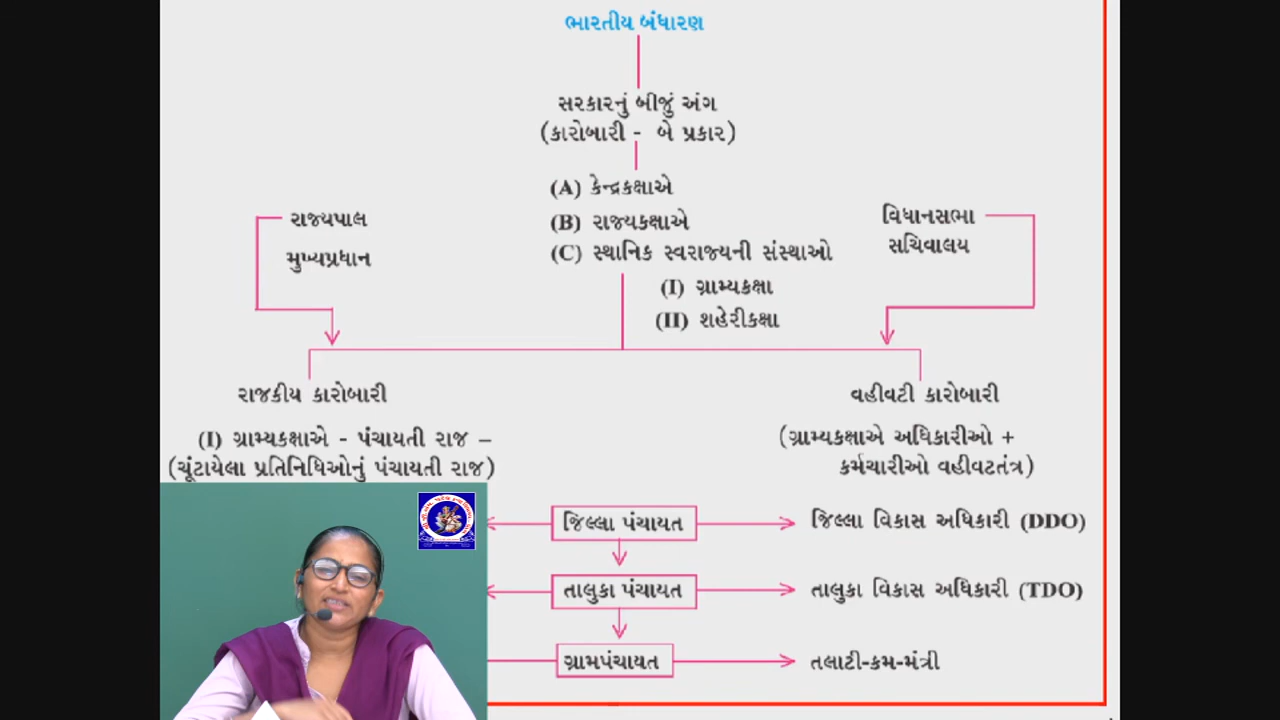 ભારતીય બંધારણ
સરકારનું બીજું અંગ
(કારોબારી - બે પ્રકાર)
(A) કેન્દ્રકક્ષાએ
(B) રાજ્યકક્ષાએ
(C) સ્થાનિક સ્વરાજ્યની સંસ્થાઓ
(I) ગ્રામ્યકક્ષા
(II) શહેરીકક્ષા
રાજ્યપાલ
મુખ્યપ્રધાન
વિધાનસભા
સચિવાલય
રાજકીય કારોબારી
(I) ગ્રામ્યકક્ષાએ - પંચાયતી રાજ –
(ચૂંટાયેલા પ્રતિનિધિઓનું પંચાયતી રાજ)
વહીવટી કારોબારી
(ગ્રામ્યકક્ષાએ અધિકારીઓ +
કર્મચારીઓ વહીવટતંત્ર)
જિલ્લા પંચાયત
જિલ્લા વિકાસ અધિકારી (DDO)
તાલુકા પંચાયત
તાલુકા વિકાસ અધિકારી (TDO)
ગ્રામપંચાયત
તલાટી-કમ-મંત્રી